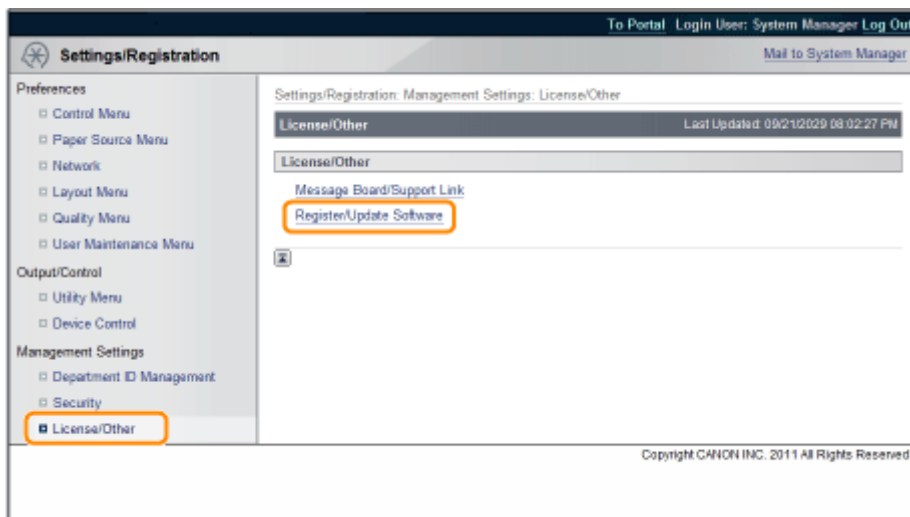 To Portal Login User: System Manager Log Out
Settings/Registration
Mail to System Manager
Preferences
Control Menu
Paper Source Menu
Network
Layout Menu
Quality Menu
User Maintenance Menu
Output/Control
Utility Menu
Device Control
Management Settings
Department ID Management
Security
License/Other
Settings/Registration: Management Settings: License/Other
License/Other Last Updated: 09/21/2029 08:02:27 PM
License/Other
Message Board/Support Link
Register/Update Software
Copyright CANON INC. 2011 All Rights Reserved